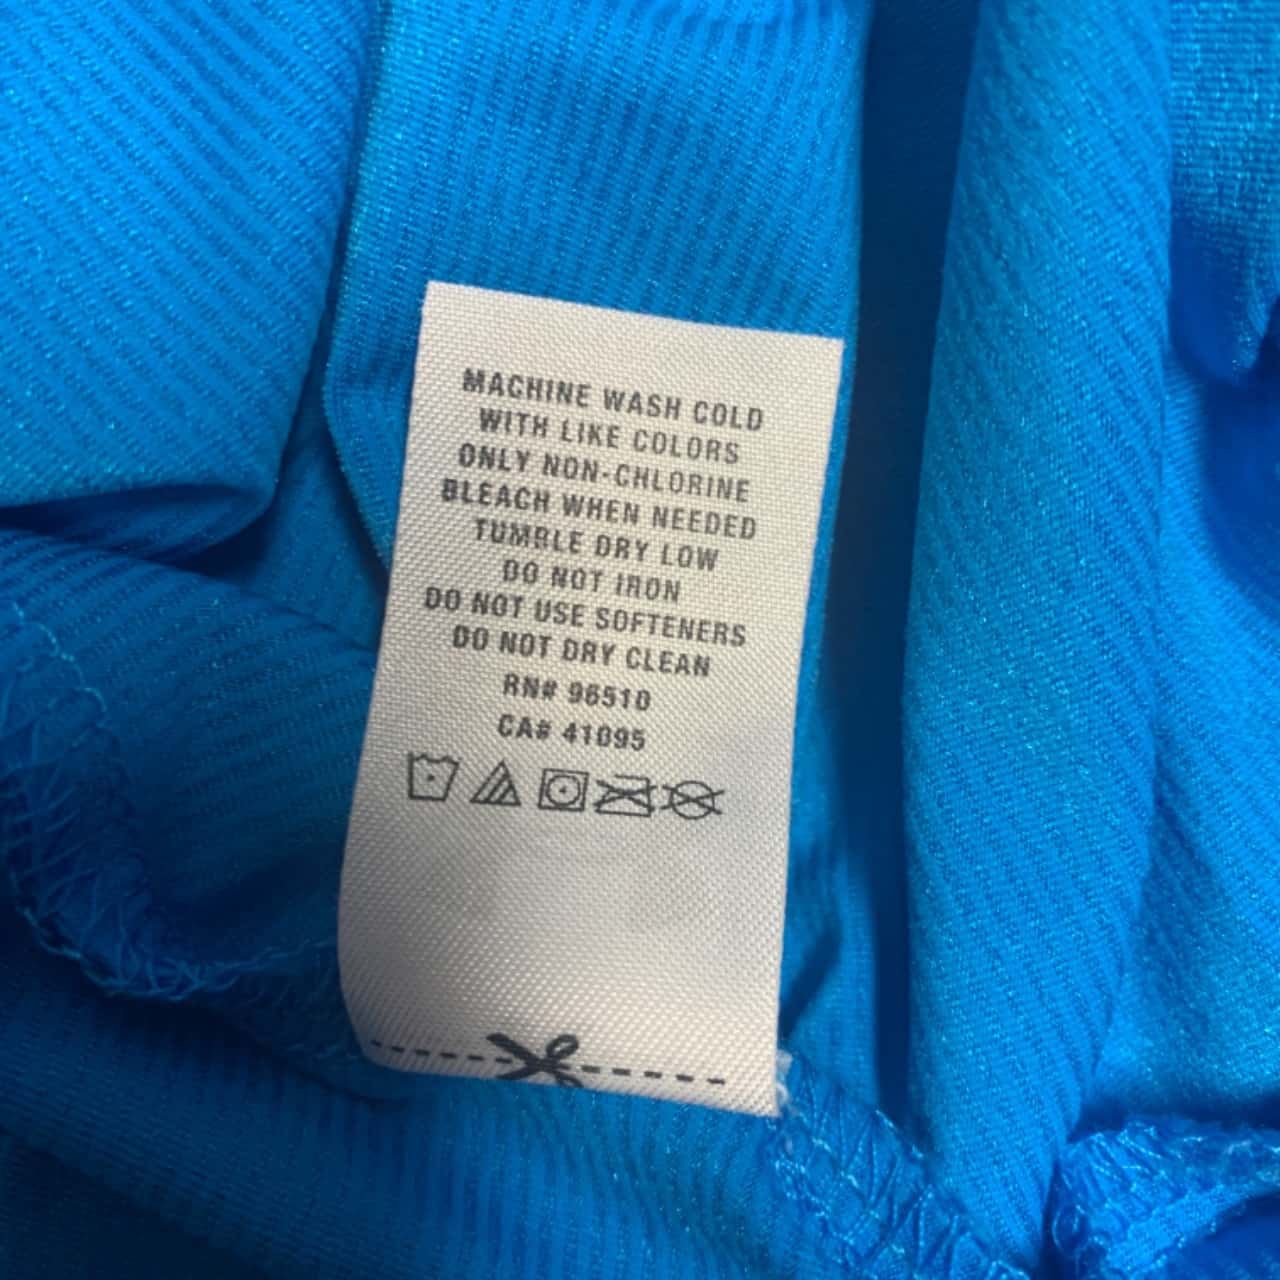 MACHINE WASH COLD
WITH LIKE COLORS
ONLY NON-CHLORINE
BLEACH WHEN NEEDED
TUMBLE DRY LOW
DO NOT IRON
DO NOT USE SOFTENERS
DO NOT DRY CLEAN
RN# 96510
CA# 41095